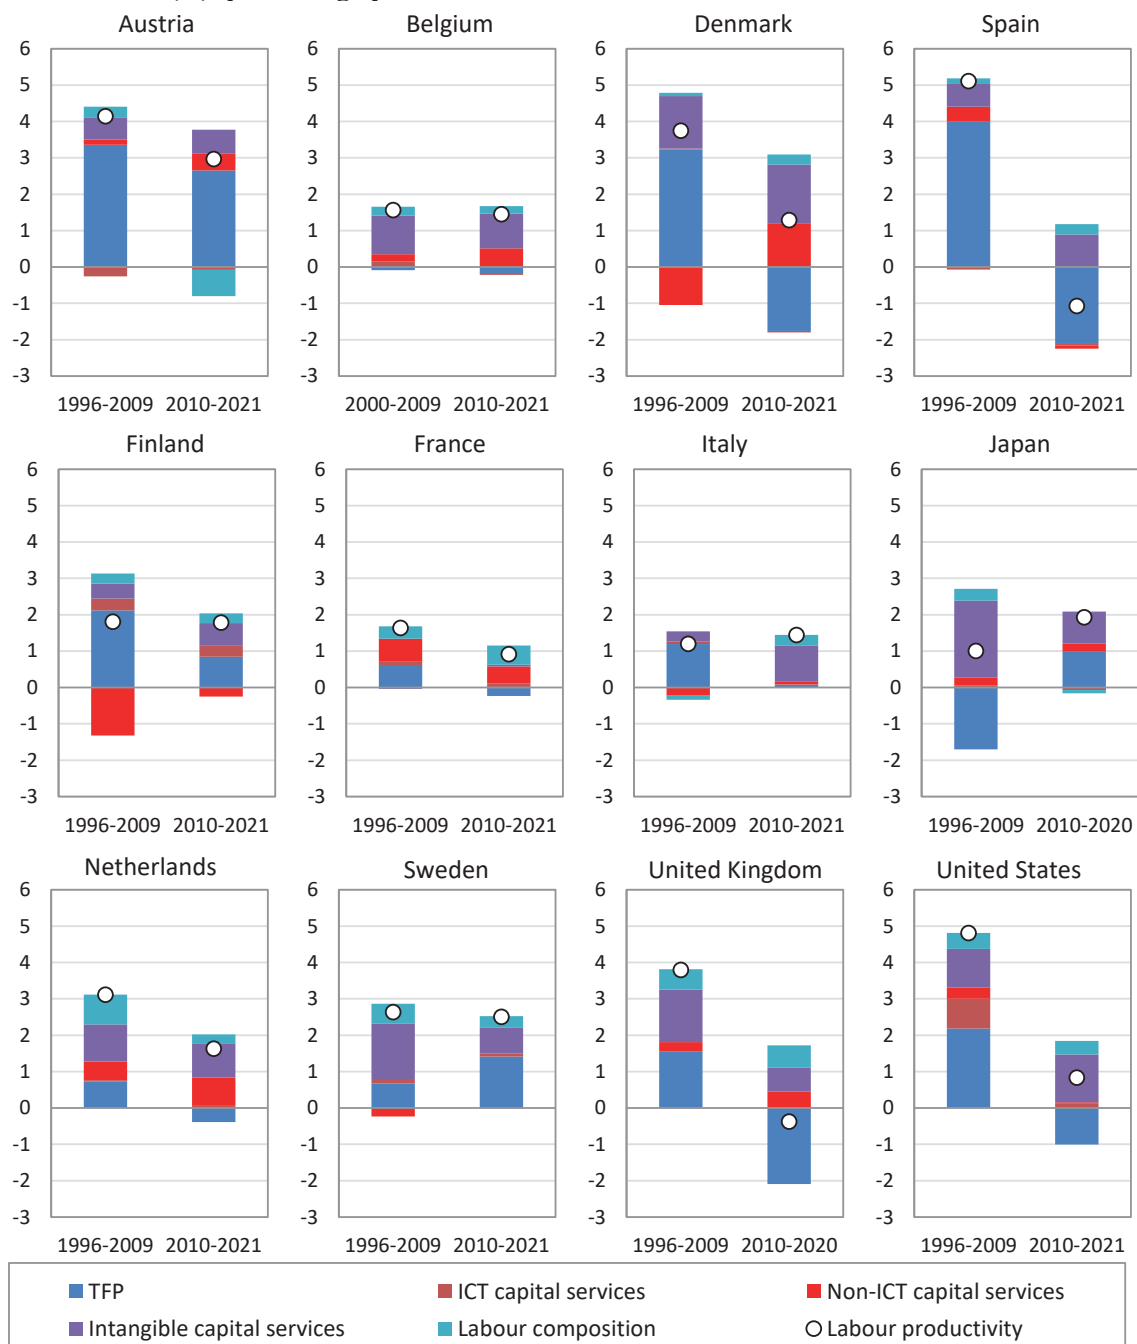 Austria Belgium Denmark Spain
6 6 6 6
5 5 5 5
4 4 4 4
3 3 3 3
2 2 2 2
1 1 1 1
0 0 0 0
-1 -1 -1 -1
-2 -2 -2 -2
-3 -3 -3 -3
1996-2009 2010-2021 2000-2009 2010-2021 1996-2009 2010-2021 1996-2009 2010-2021
Finland France Italy Japan
6 6 6 6
5 5 5 5
4 4 4 4
3 3 3 3
2 2 2 2
1 1 1 1
0 0 0 0
-1 -1 -1 -1
-2 -2 -2 -2
-3 -3 -3 -3
1996-2009 2010-2021 1996-2009 2010-2021 1996-2009 2010-2021 1996-2009 2010-2020
Netherlands Sweden United Kingdom United States
6 6 6 6
5 5 5 5
4 4 4 4
3 3 3 3
2 2 2 2
1 1 1 1
0 0 0 0
-1 -1 -1 -1
-2 -2 -2 -2
-3 -3 -3 -3
1996-2009 2010-2021 1996-2009 2010-2021 1996-2009 2010-2020 1996-2009 2010-2021
TFP ICT capital services Non-ICT capital services
Intangible capital services Labour composition Labour productivity